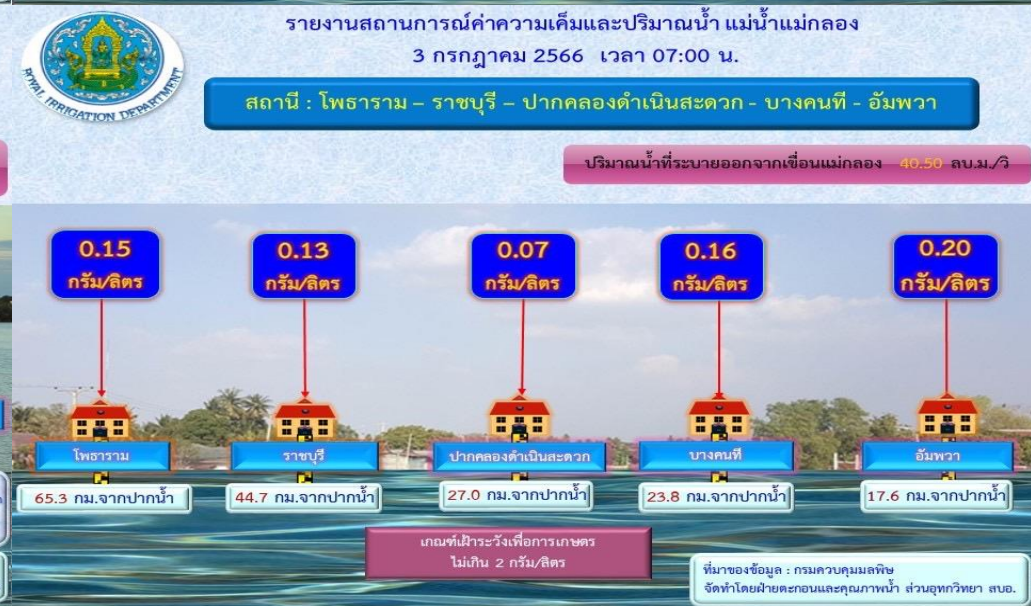 รายงานสถานการณ์ค่าความเค็มและปริมาณน้ำ แม่น้ำแม่กลอง
3 กรกฎาคม 2566 เวลา 07:00 น.
ROYAL IRRIGATION DEPARTMENT
สถานี : โพธาราม – ราชบุรี – ปากคลองดำเนินสะดวก - บางคนที - อัมพวา
ปริมาณน้ำที่ระบายออกจากเขื่อนแม่กลอง 40.50 ลบ.ม./วิ
0.15 0.13 0.07 0.16 0.20
กรัม/ลิตร กรัม/ลิตร กรัม/ลิตร กรัม/ลิตร กรัม/ลิตร
โพธาราม ราชบุรี ปากคลองดำเนินสะดวก บางคนที อัมพวา
65.3 กม.จากปากน้ำ 44.7 กม.จากปากน้ำ 27.0 กม.จากปากน้ำ 23.8 กม.จากปากน้ำ 17.6 กม.จากปากน้ำ
เกณฑ์เฝ้าระวังเพื่อการเกษตร
ไม่เกิน 2 กรัม/ลิตร
ที่มาของข้อมูล : กรมควบคุมมลพิษ
จัดทำโดยฝ่ายตะกอนและคุณภาพน้ำ ส่วนอุทกวิทยา สบอ.